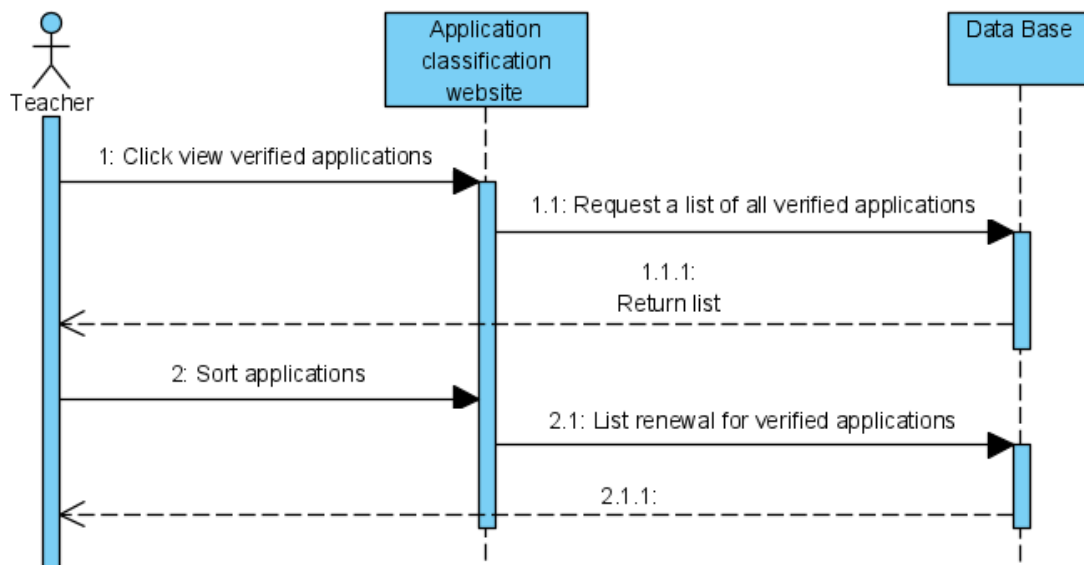 Teacher
Application
classification
website
Data Base
1: Click view verified applications
1.1: Request a list of all verified applications
1.1.1:
Return list
2: Sort applications
2.1: List renewal for verified applications
2.1.1: